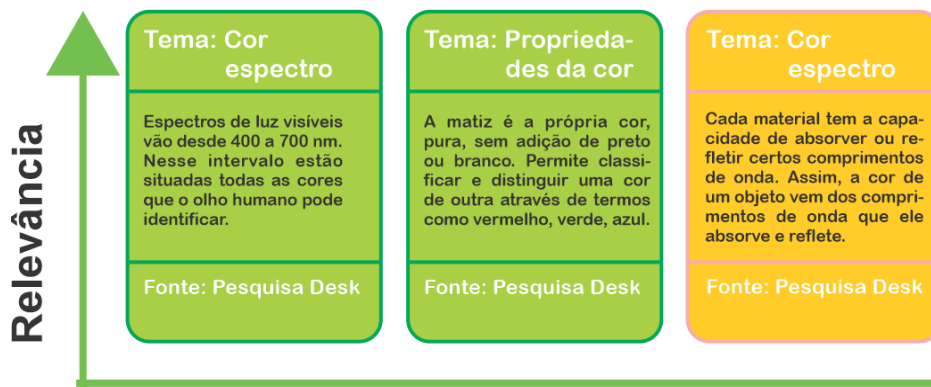 Relevância
Tema: Cor
espectro
Espectros de luz visíveis
vão desde 400 a 700 nm.
Nesse intervalo estão
situadas todas as cores
que o olho humano pode
identificar.
Fonte: Pesquisa Desk
Tema: Proprieda-
des da cor
A matiz é a própria cor,
pura, sem adição de preto
ou branco. Permite classi-
ficar e distinguir uma cor
de outra através de termos
como vermelho, verde, azul.
Fonte: Pesquisa Desk
Tema: Cor
espectro
Cada material tem a capa-
cidade de absorver ou re-
fletir certos comprimentos
de onda. Assim, a cor de
um objeto vem dos compri-
mentos de onda que ele
absorve e reflete.
Fonte: Pesquisa Desk